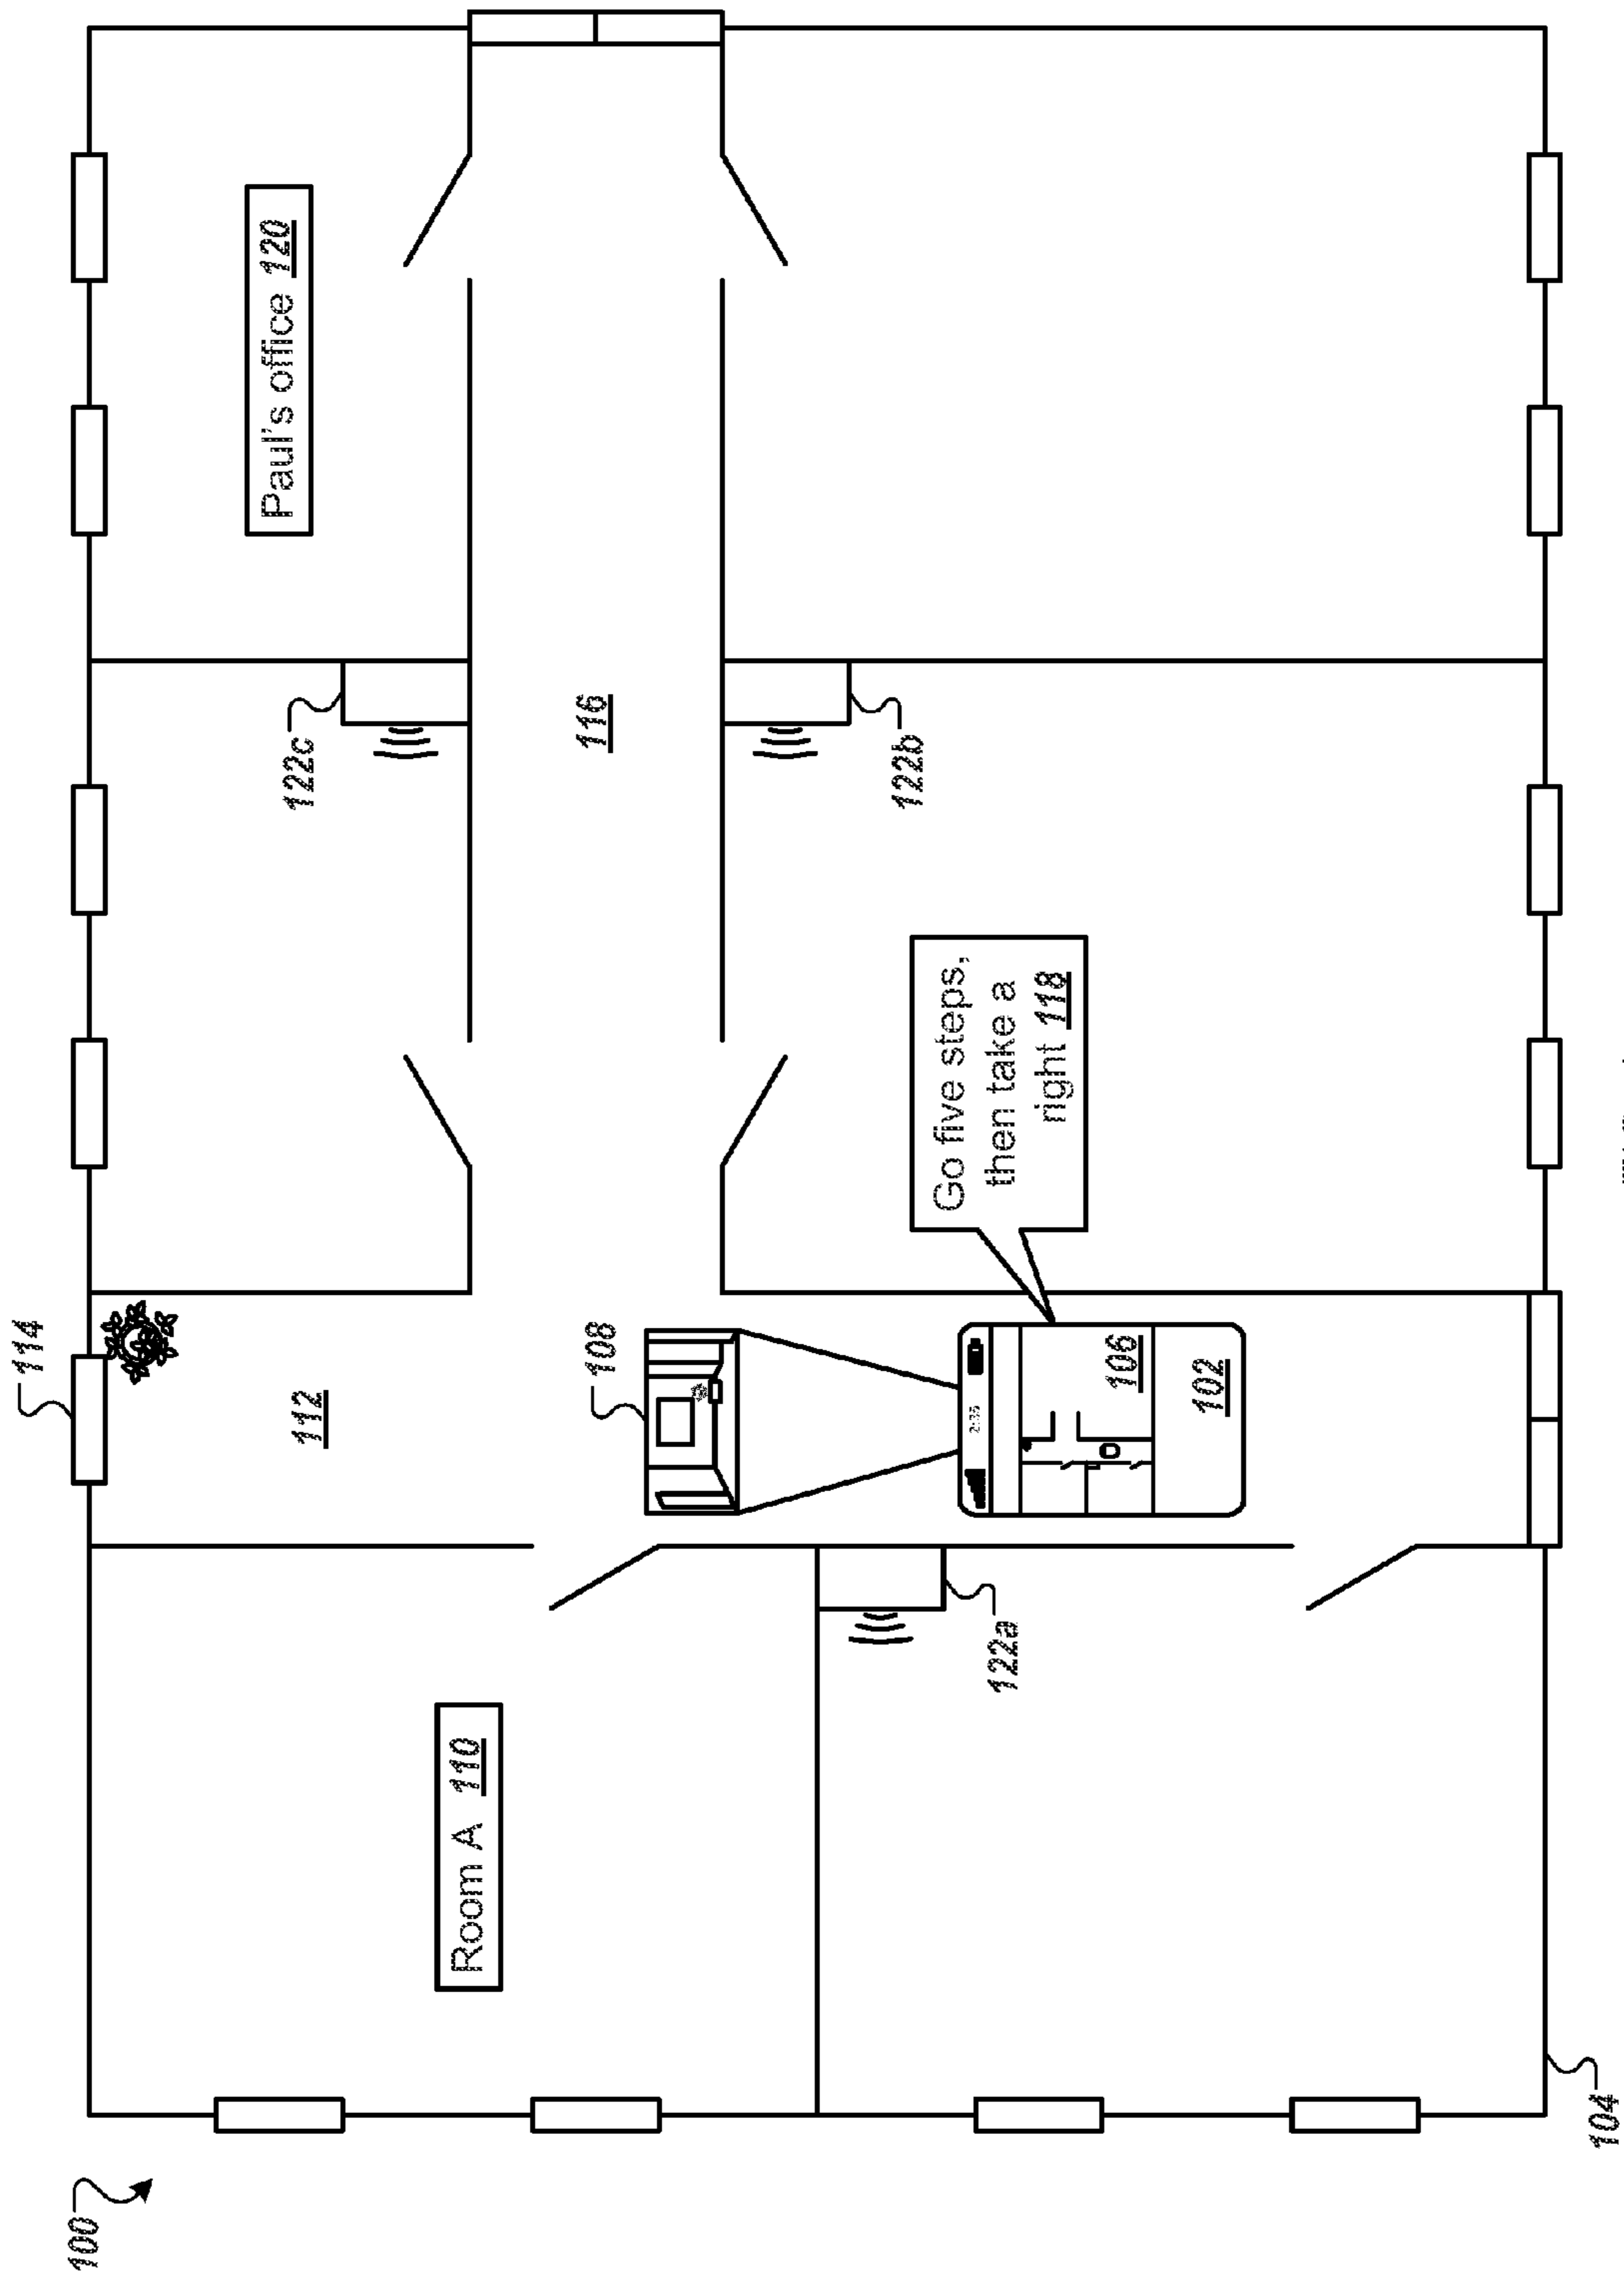 100
114
112
Room A 110
108
122c
Paul's office 120
116
122b
122a
2:35
106
102
Go five steps,
then take a
right 118
104